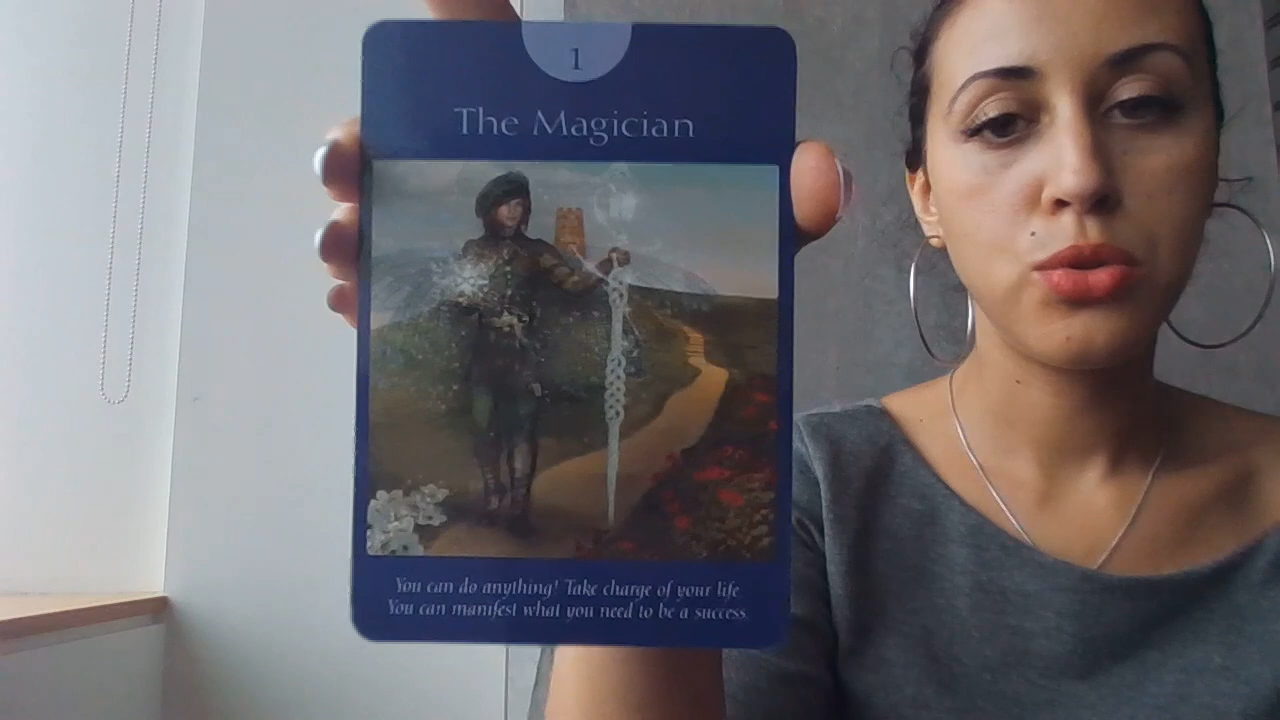 1
The Magician
You can do anything! Take charge of your life
You can manifest what you need to be a success.